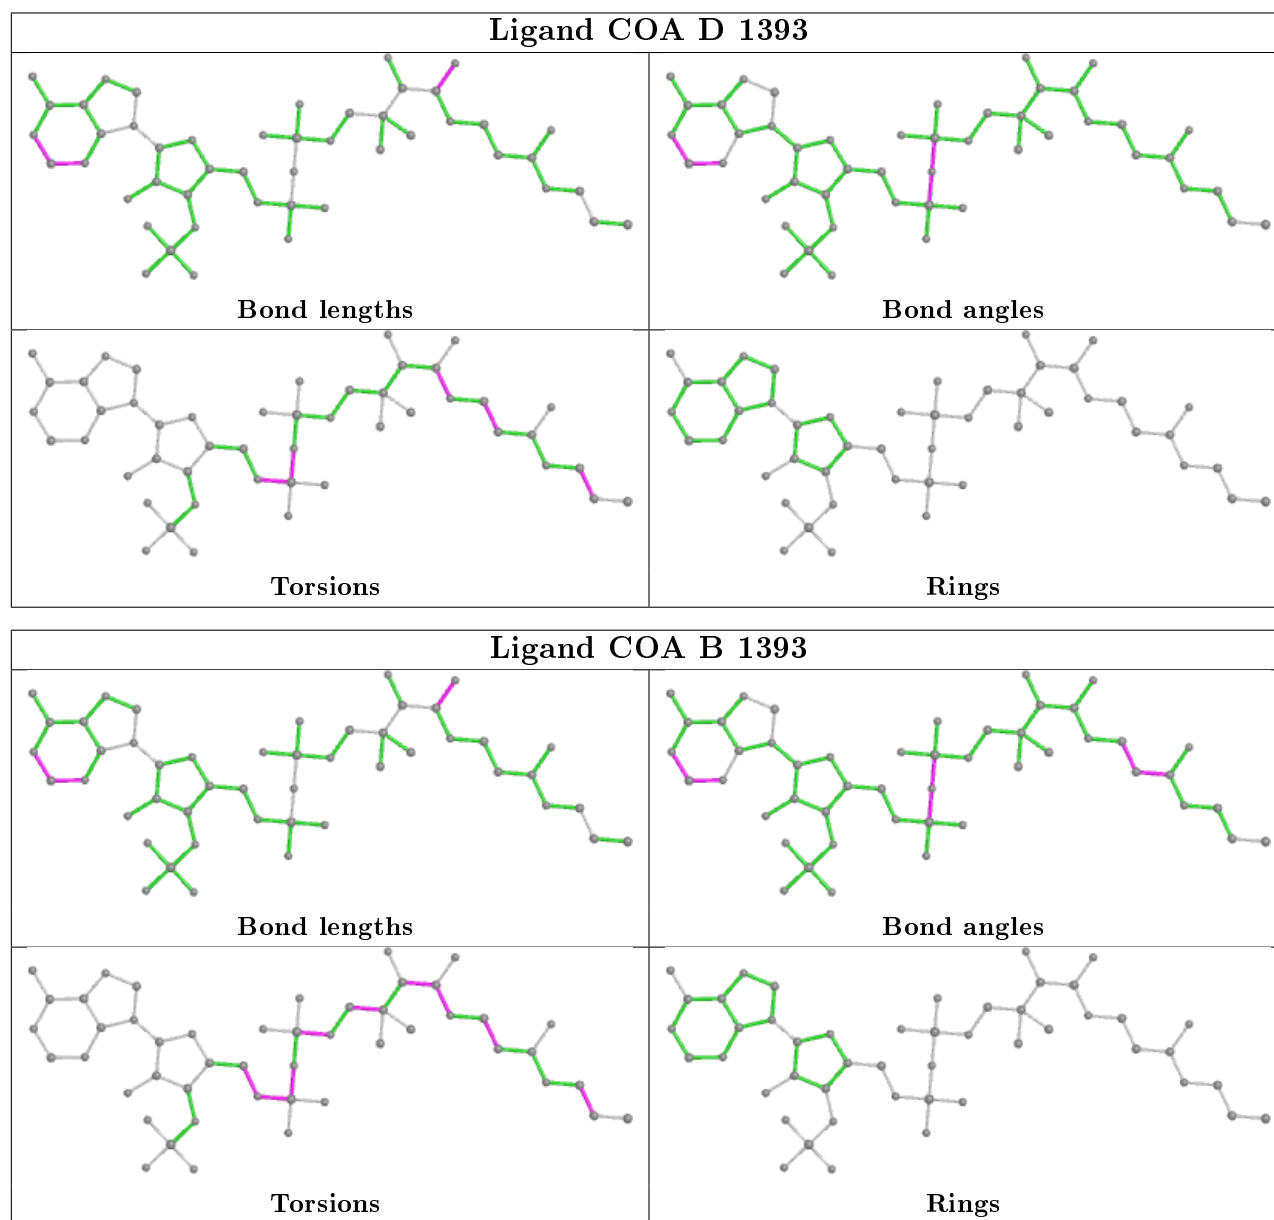 Ligand COA D 1393
Bond lengths
Bond angles
Torsions
Rings
Ligand COA B 1393
Bond lengths
Bond angles
Torsions
Rings